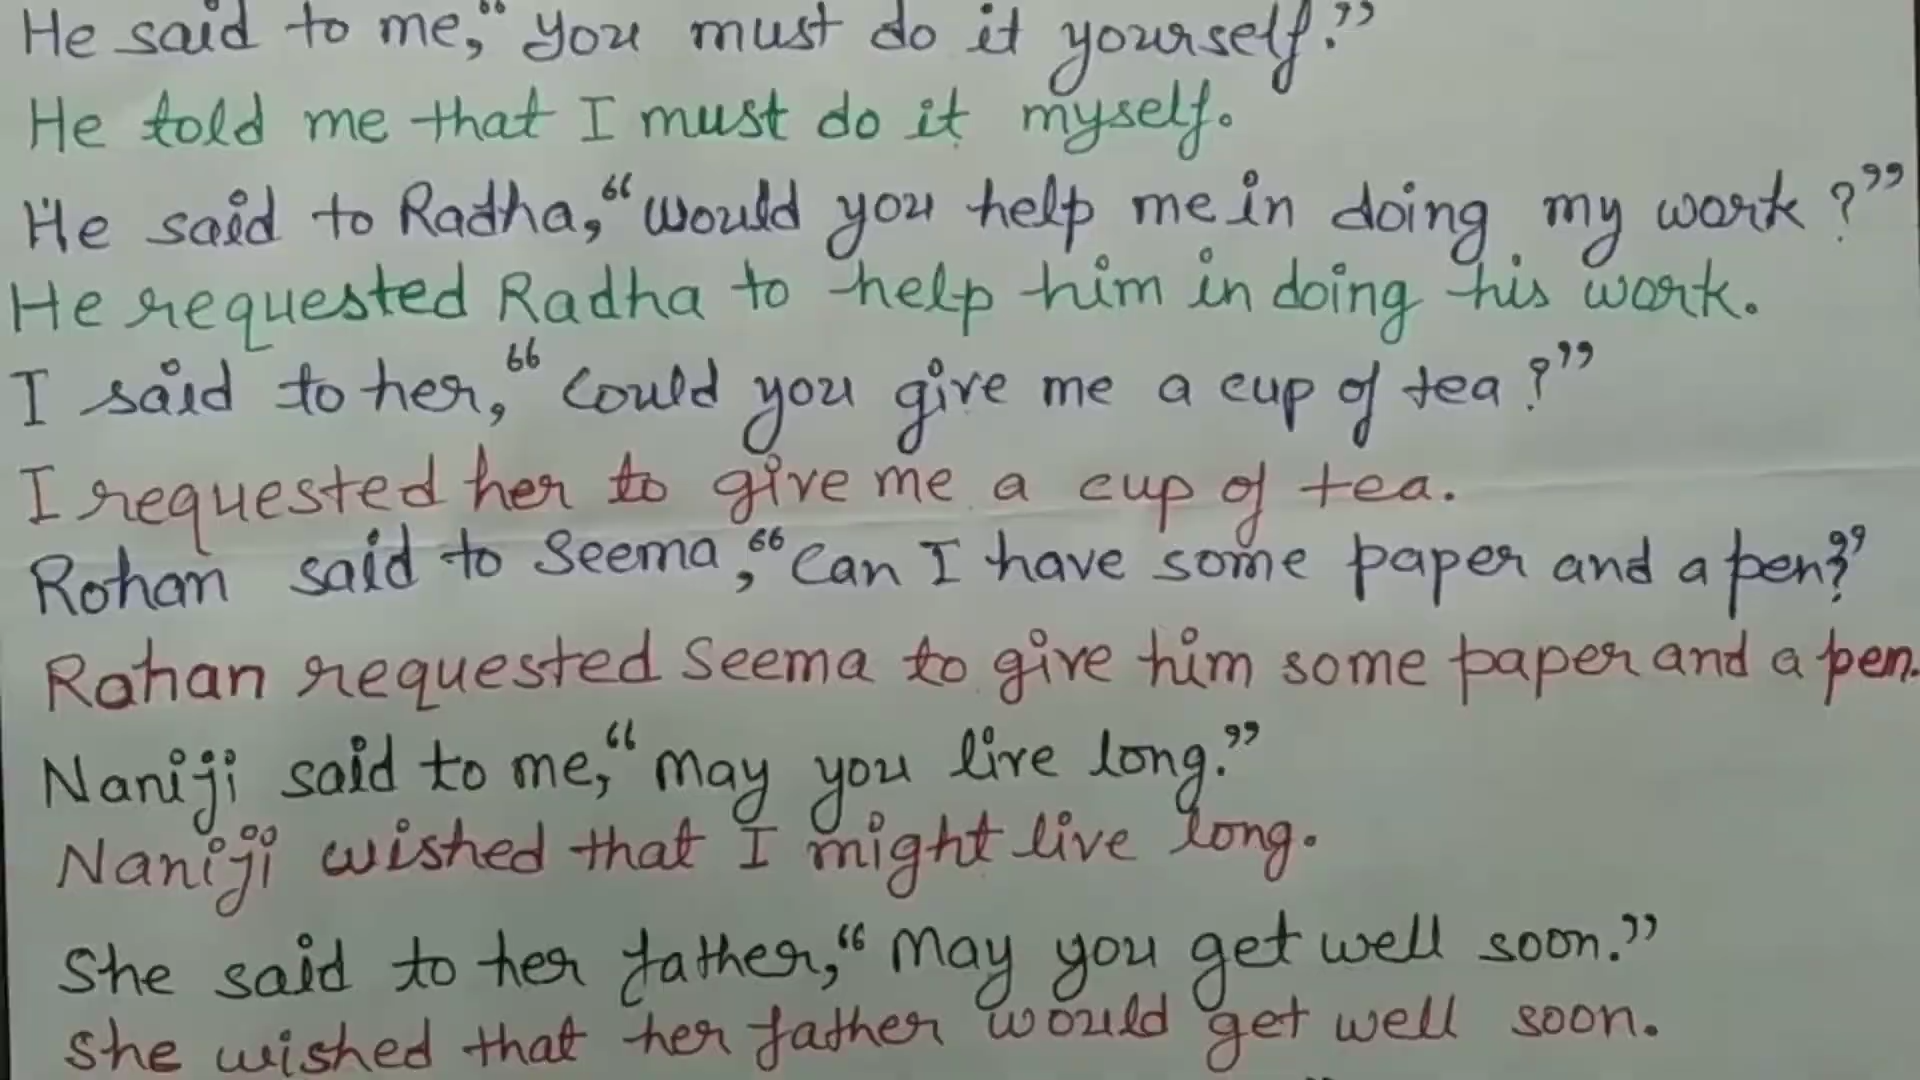 He said to me, “You must do it yourself.”
He told me that I must do it myself.
He said to Radha, “Would you help me in doing my work?”
He requested Radha to help him in doing his work.
I said to her, “Could you give me a cup of tea?”
I requested her to give me a cup of tea.
Rohan said to Seema, “Can I have some paper and a pen?”
Rohan requested Seema to give him some paper and a pen.
Naniji said to me, “May you live long.”
Naniji wished that I might live long.
She said to her father, “May you get well soon.”
She wished that her father would get well soon.